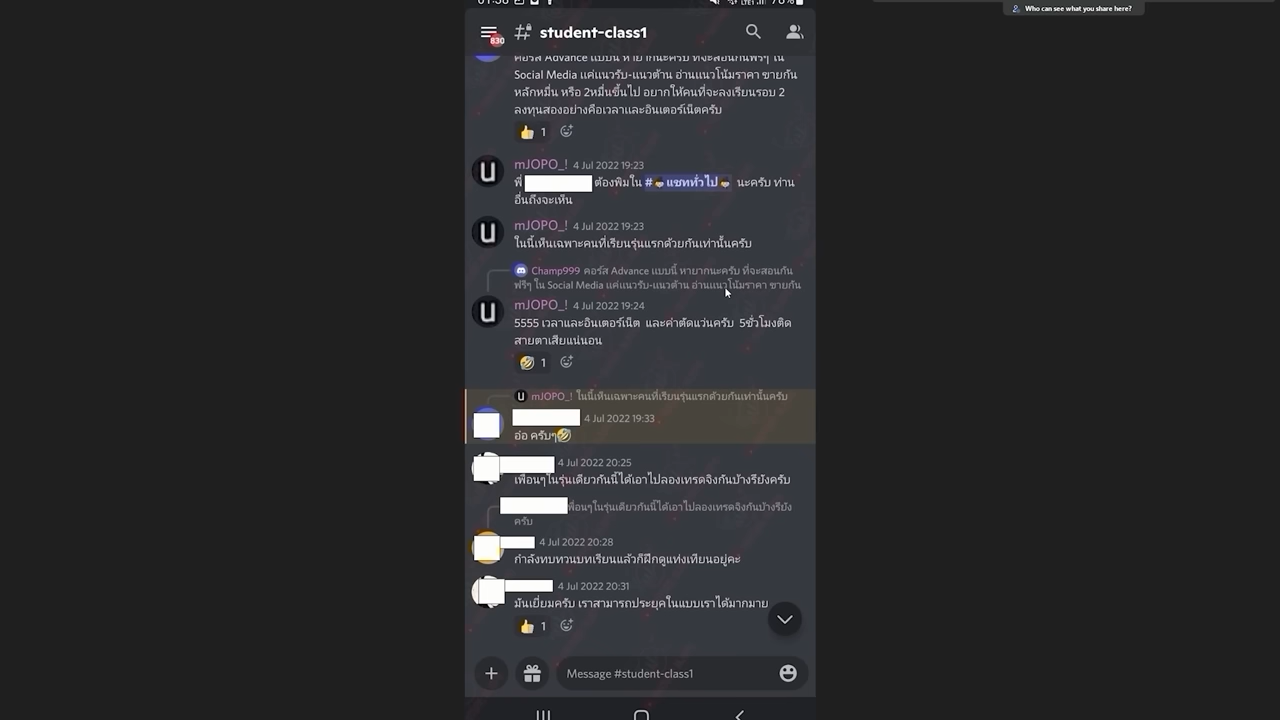 Who can see what you share here?
830
# student-class1
คอร์ส Advance แบบนี้ หายากนะครับ ที่จะสอนกันฟรีๆ ใน
Social Media แค่แนวรับ-แนวต้าน อ่านแนวโน้มราคา ขายกัน
หลักหมื่น หรือ 2หมื่นขึ้นไป อยากให้คนที่จะลงเรียนรอบ 2
ลงทุนสองอย่างคือเวลาและอินเตอร์เน็ตครับ
👍 1
mJOPO_! 4 Jul 2022 19:23
พี่ ต้องพิมใน # แชททั่วไป นะครับ ท่าน
อื่นถึงจะเห็น
mJOPO_! 4 Jul 2022 19:23
ในนี้เห็นเฉพาะคนที่เรียนรุ่นแรกด้วยกันเท่านั้นครับ
Champ999 คอร์ส Advance แบบนี้ หายากนะครับ ที่จะสอนกัน
ฟรีๆ ใน Social Media แค่แนวรับ-แนวต้าน อ่านแนวโน้มราคา ขายกัน
mJOPO_! 4 Jul 2022 19:24
5555 เวลาและอินเตอร์เน็ต และค่าตัดแว่นครับ 5ชั่วโมงติด
สายตาเสียแน่นอน
🤣 1
mJOPO_! ในนี้เห็นเฉพาะคนที่เรียนรุ่นแรกด้วยกันเท่านั้นครับ
4 Jul 2022 19:33
อ๋อ ครับๆ🤣
4 Jul 2022 20:25
เพื่อนๆในรุ่นเดียวกันนี้ได้เอาไปลองเทรดจิงกันบ้างรึยังครับ
พื่อนๆในรุ่นเดียวกันนี้ได้เอาไปลองเทรดจิงกันบ้างรึยัง
ครับ
4 Jul 2022 20:28
กำลังทบทวนบทเรียนแล้วก็ฝึกดูแท่งเทียนอยู่คะ
4 Jul 2022 20:31
มันเยี่ยมครับ เราสามารถประยุคในแบบเราได้มากมาย
👍 1
Message #student-class1